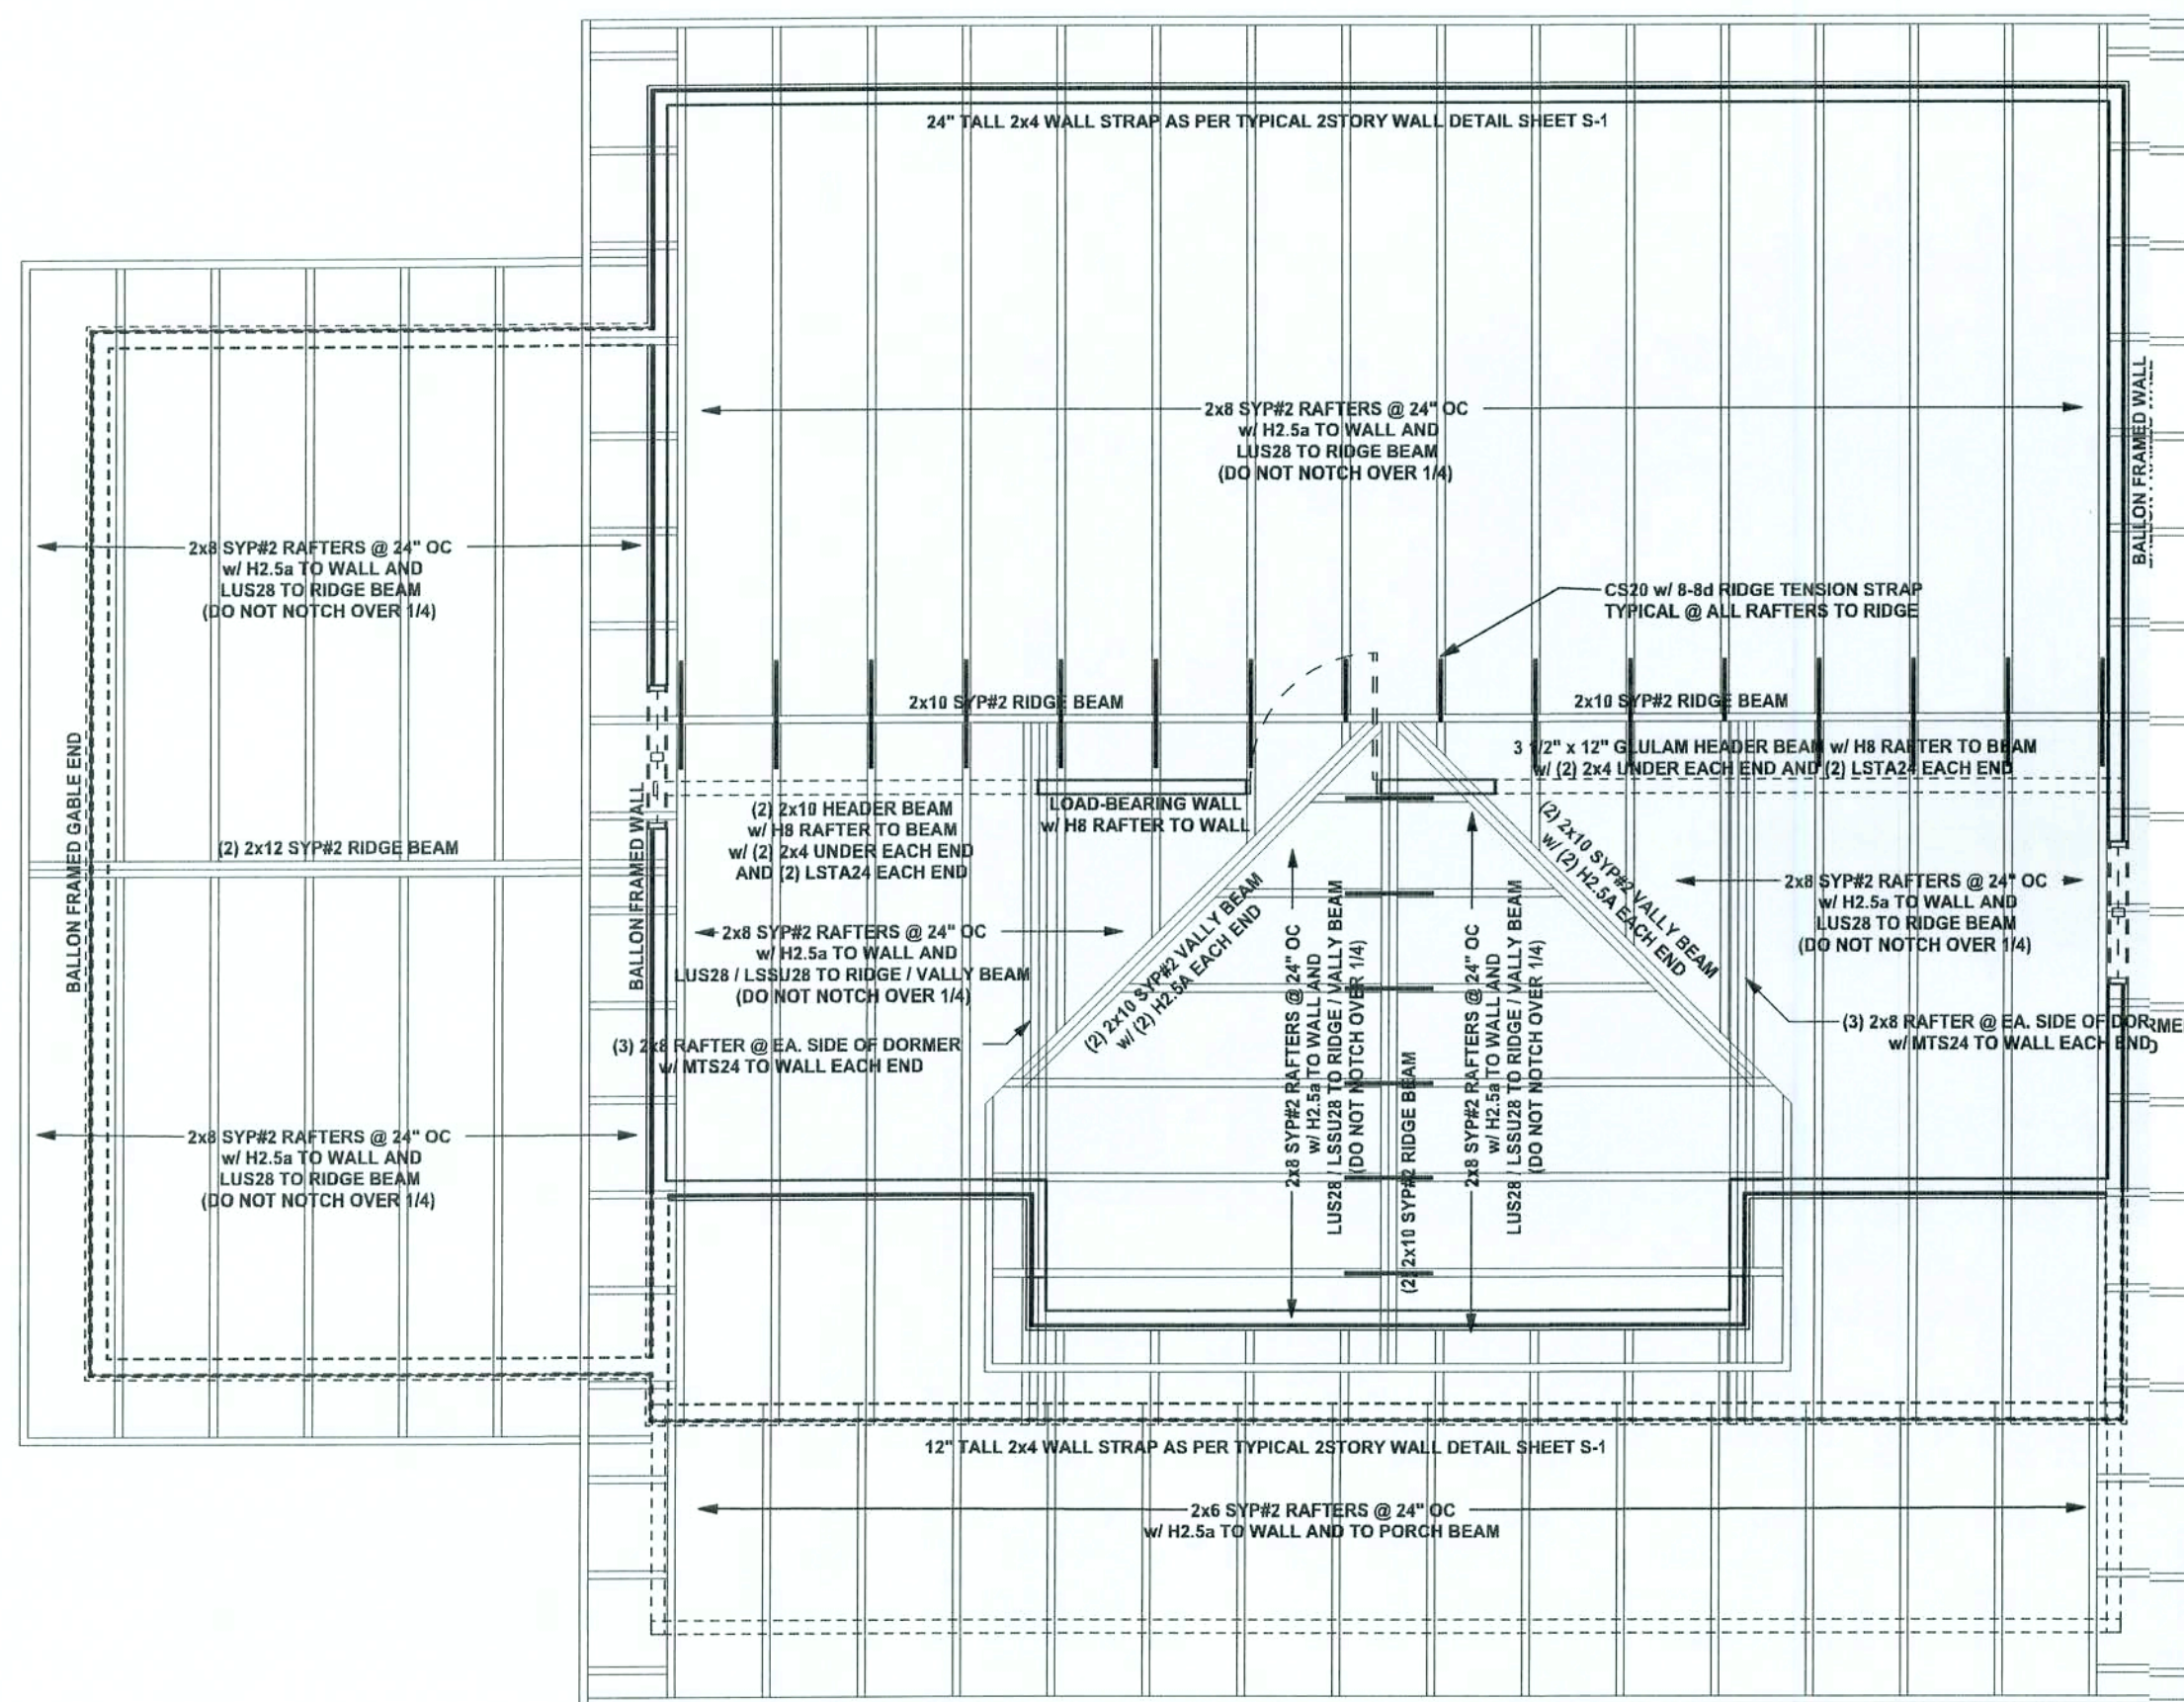 24" TALL 2x4 WALL STRAP AS PER TYPICAL 2STORY WALL DETAIL SHEET S-1
2x8 SYP#2 RAFTERS @ 24" OC
w/ H2.5a TO WALL AND
LUS28 TO RIDGE BEAM
(DO NOT NOTCH OVER 1/4)
BALLON FRAMED WALL
2x8 SYP#2 RAFTERS @ 24" OC
w/ H2.5a TO WALL AND
LUS28 TO RIDGE BEAM
(DO NOT NOTCH OVER 1/4)
CS20 w/ 8-8d RIDGE TENSION STRAP
TYPICAL @ ALL RAFTERS TO RIDGE
2x10 SYP#2 RIDGE BEAM
2x10 SYP#2 RIDGE BEAM
3 1/2" x 12" GLULAM HEADER BEAM w/ H8 RAFTER TO BEAM
w/ (2) 2x4 UNDER EACH END AND (2) LSTA24 EACH END
BALLON FRAMED GABLE END
(2) 2x12 SYP#2 RIDGE BEAM
BALLON FRAMED WALL
(2) 2x10 HEADER BEAM
w/ H8 RAFTER TO BEAM
w/ (2) 2x4 UNDER EACH END
AND (2) LSTA24 EACH END
LOAD-BEARING WALL
w/ H8 RAFTER TO WALL
2x8 SYP#2 RAFTERS @ 24" OC
w/ H2.5a TO WALL AND
LUS28 / LSSU28 TO RIDGE / VALLY BEAM
(DO NOT NOTCH OVER 1/4)
(2) 2x10 SYP#2 VALLY BEAM
w/ (2) H2.5A EACH END
(2) 2x10 SYP#2 VALLY BEAM
w/ (2) H2.5A EACH END
2x8 SYP#2 RAFTERS @ 24" OC
w/ H2.5a TO WALL AND
LUS28 TO RIDGE BEAM
(DO NOT NOTCH OVER 1/4)
(3) 2x8 RAFTER @ EA. SIDE OF DORMER
w/ MTS24 TO WALL EACH END
2x8 SYP#2 RAFTERS @ 24" OC
w/ H2.5a TO WALL AND
LUS28 / LSSU28 TO RIDGE / VALLY BEAM
(DO NOT NOTCH OVER 1/4)
(2) 2x10 SYP#2 RIDGE BEAM
2x8 SYP#2 RAFTERS @ 24" OC
w/ H2.5a TO WALL AND
LUS28 / LSSU28 TO RIDGE / VALLY BEAM
(DO NOT NOTCH OVER 1/4)
(3) 2x8 RAFTER @ EA. SIDE OF DORME
w/ MTS24 TO WALL EACH END
2x8 SYP#2 RAFTERS @ 24" OC
w/ H2.5a TO WALL AND
LUS28 TO RIDGE BEAM
(DO NOT NOTCH OVER 1/4)
12" TALL 2x4 WALL STRAP AS PER TYPICAL 2STORY WALL DETAIL SHEET S-1
2x6 SYP#2 RAFTERS @ 24" OC
w/ H2.5a TO WALL AND TO PORCH BEAM